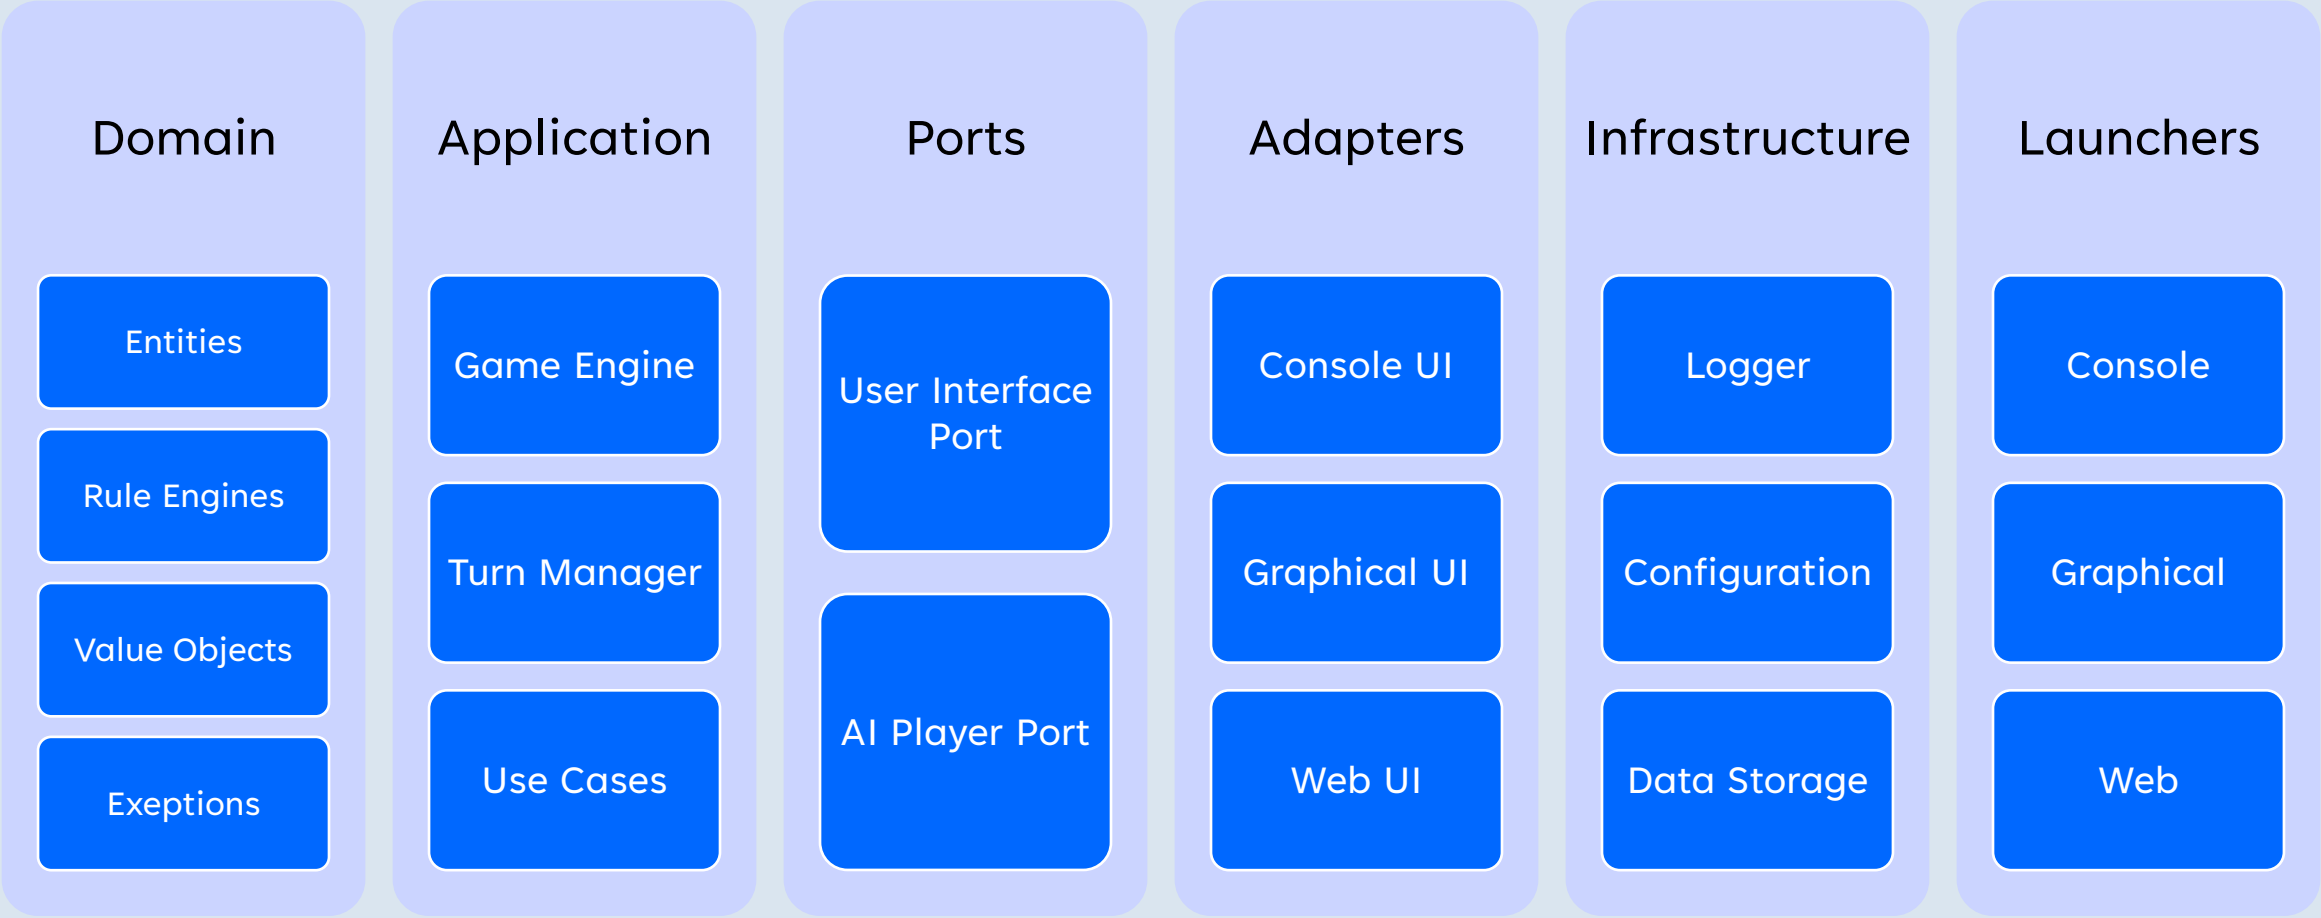 Domain
Entities
Rule Engines
Value Objects
Exeptions
Application
Game Engine
Turn Manager
Use Cases
Ports
User Interface
Port
AI Player Port
Adapters
Console UI
Graphical UI
Web UI
Infrastructure
Logger
Configuration
Data Storage
Launchers
Console
Graphical
Web